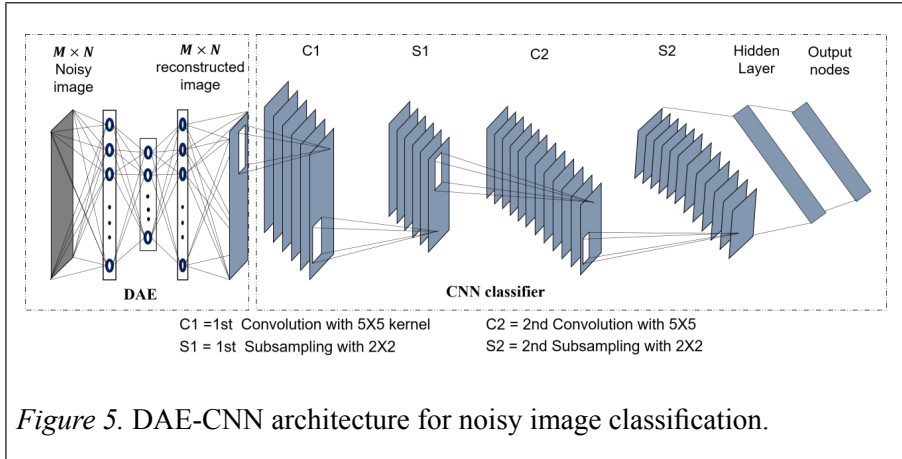 M × N
Noisy
image
M × N
reconstructed
image
C1
S1
C2
S2
Hidden
Layer
Output
nodes
DAE
CNN classifier
C1 =1st Convolution with 5X5 kernel
C2 = 2nd Convolution with 5X5
S1 = 1st Subsampling with 2X2
S2 = 2nd Subsampling with 2X2
Figure 5. DAE-CNN architecture for noisy image classification.